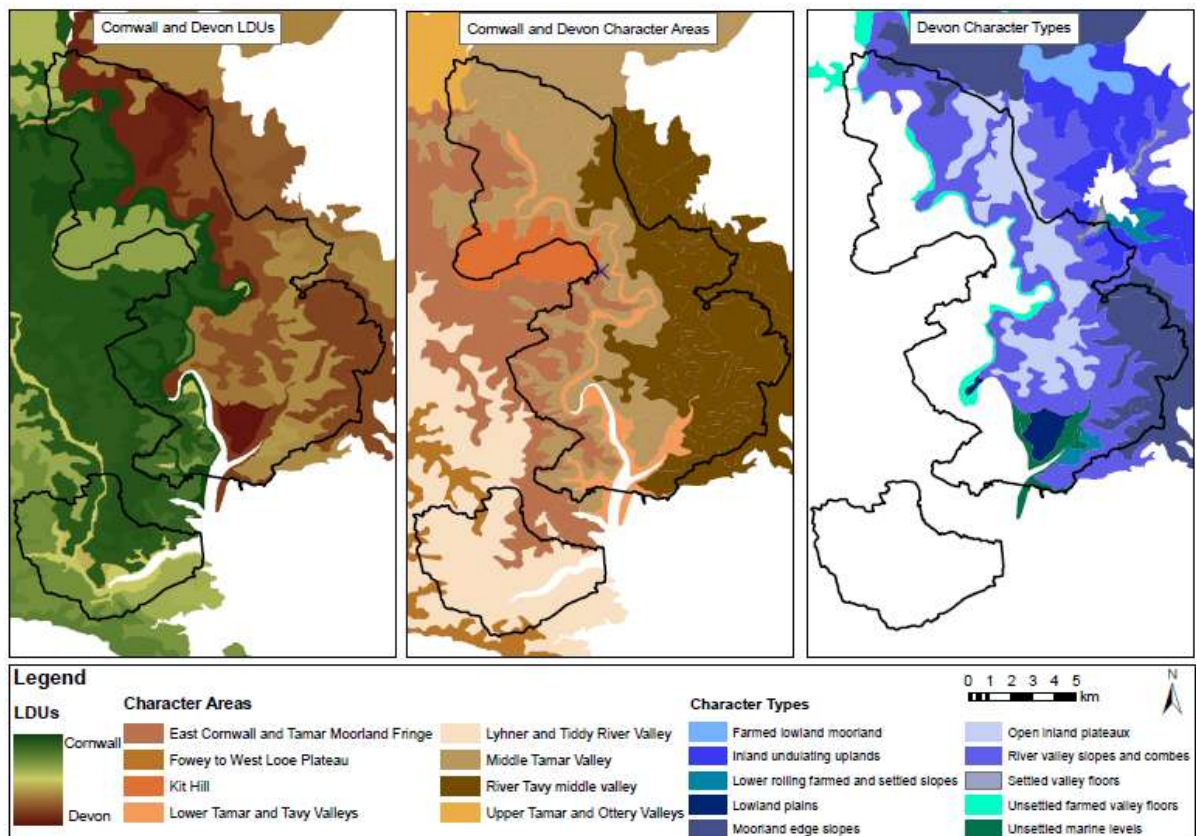 Cornwall and Devon LDUs
Cornwall and Devon Character Areas
Devon Character Types
Legend
LDUs
Cornwall
Devon
Character Areas
East Cornwall and Tamar Moorland Fringe
Fowey to West Looe Plateau
Kit Hill
Lower Tamar and Tavy Valleys
Lyhner and Tiddy River Valley
Middle Tamar Valley
River Tavy middle valley
Upper Tamar and Ottery Valleys
Character Types
Farmed lowland moorland
Inland undulating uplands
Lower rolling farmed and settled slopes
Lowland plains
Moorland edge slopes
0 1 2 3 4 5
km
N
Open inland plateaux
River valley slopes and combes
Settled valley floors
Unsettled farmed valley floors
Unsettled marine levels